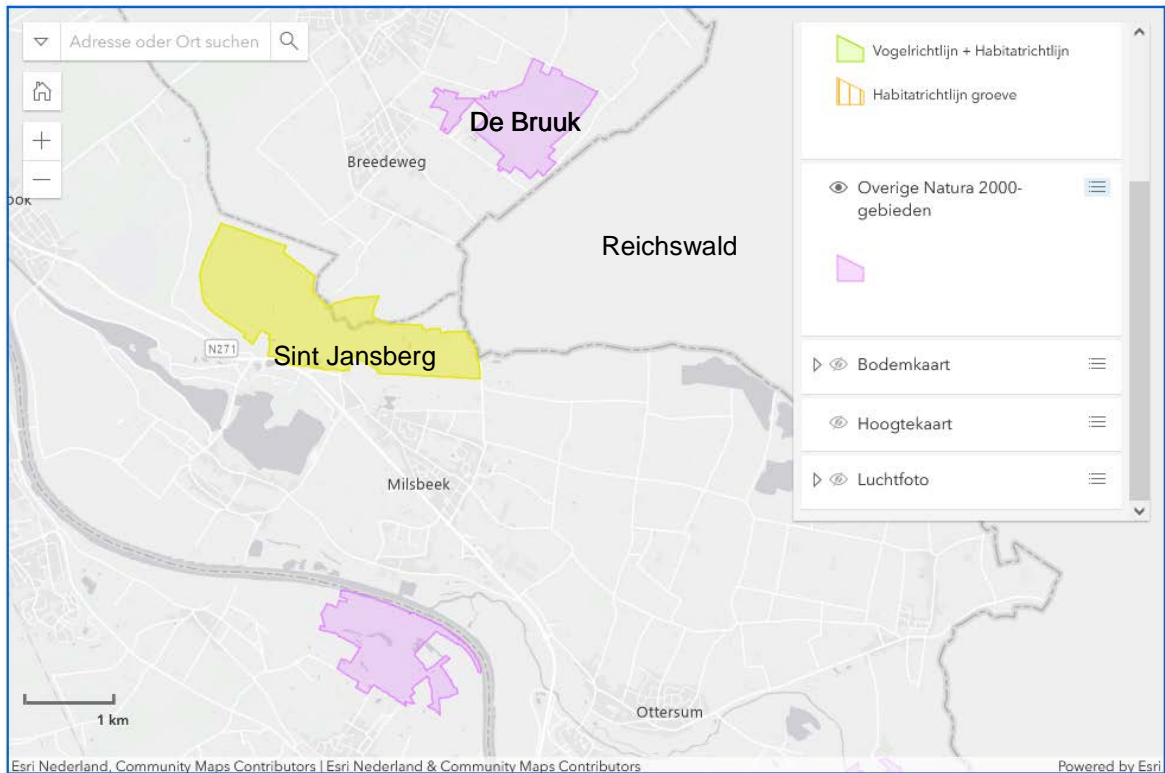 Adresse oder Ort suchen
Vogelrichtlijn + Habitatrichtlijn
Habitatrichtlijn groeve
De Bruuk
Breedeweg
Overige Natura 2000-
gebieden
ook
Reichswald
N271
Sint Jansberg
Bodemkaart
Hoogtekaart
Milsbeek
Luchtfoto
1 km
Ottersum
Esri Nederland, Community Maps Contributors | Esri Nederland & Community Maps Contributors
Powered by Esri